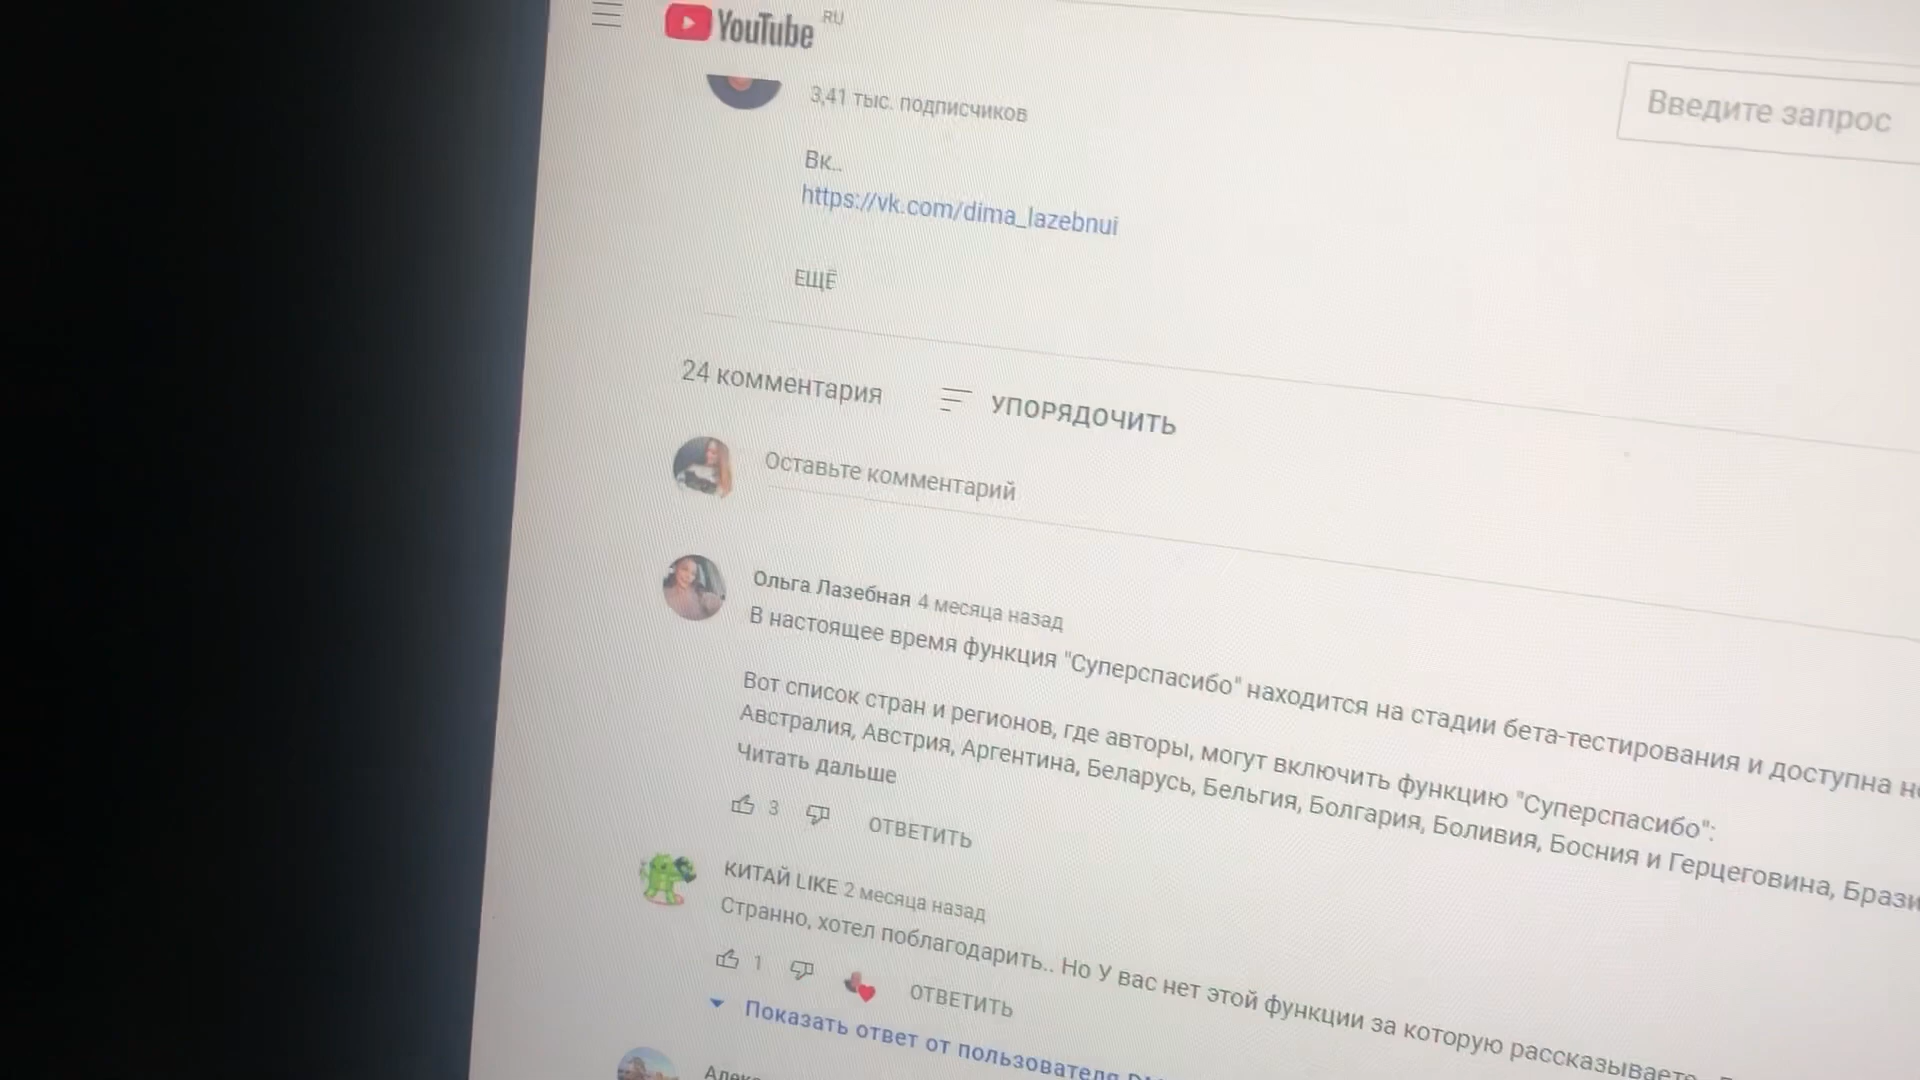 YouTube RU
Введите запрос
3,41 тыс. подписчиков
Вк..
https://vk.com/dima_lazebnui
ЕЩЁ
24 комментария
УПОРЯДОЧИТЬ
Оставьте комментарий
Ольга Лазебная 4 месяца назад
В настоящее время функция "Суперспасибо" находится на стадии бета-тестирования и доступна
Вот список стран и регионов, где авторы, могут включить функцию "Суперспасибо":
Австралия, Австрия, Аргентина, Беларусь, Бельгия, Болгария, Боливия, Босния и Герцеговина,
Читать дальше
3
ОТВЕТИТЬ
КИТАЙ LIKE 2 месяца назад
Странно, хотел поблагодарить.. Но У вас нет этой функции за которую рассказываете..
1
ОТВЕТИТЬ
Показать ответ от пользователя